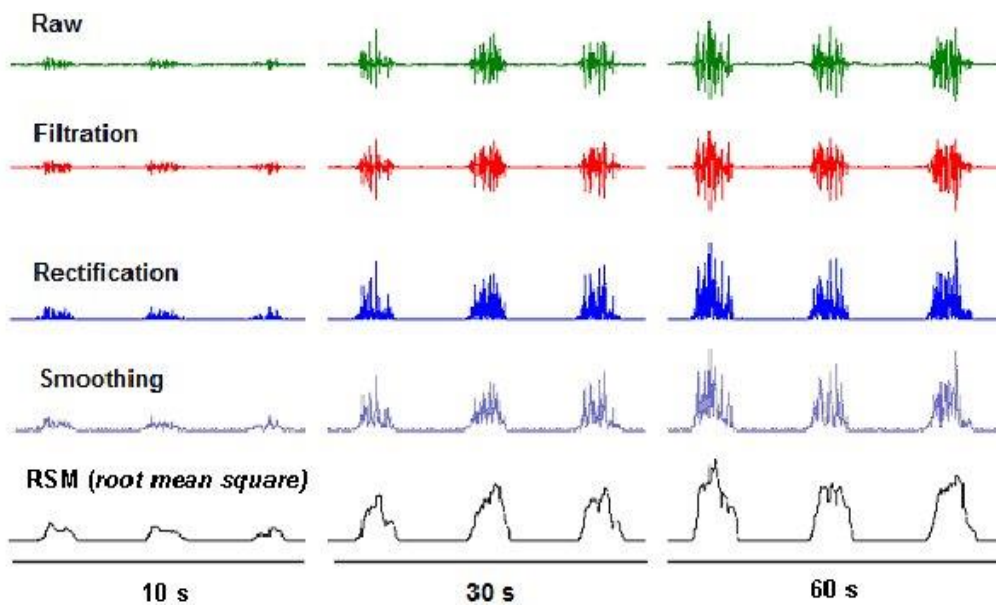 Raw
Filtration
Rectification
Smoothing
RSM (root mean square)
10 s
30 s
60 s